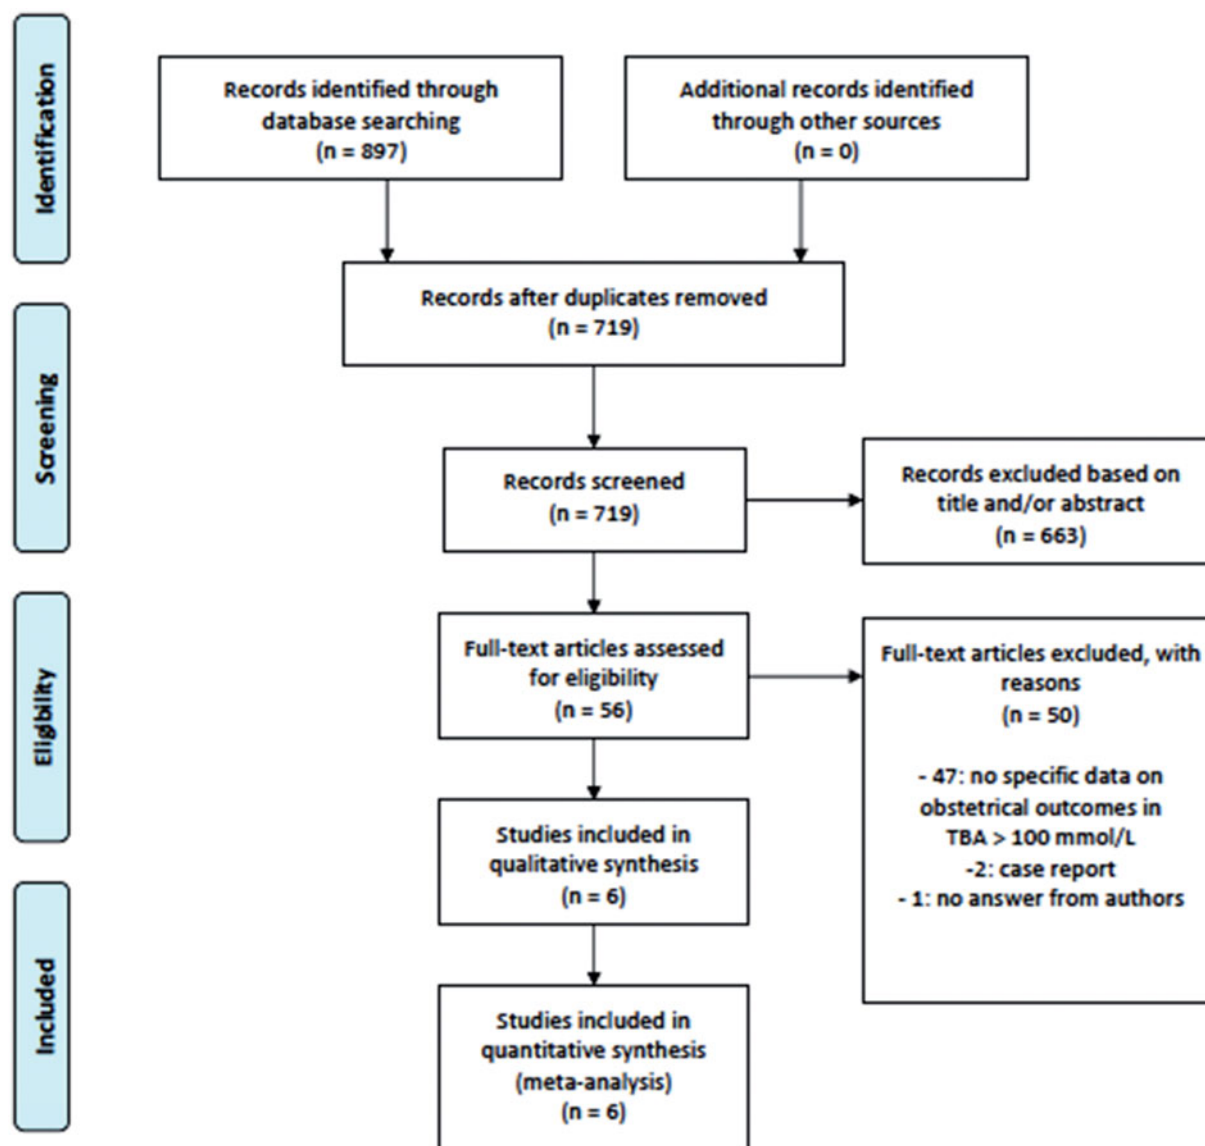 Identification
Records identified through
database searching
(n = 897)
Additional records identified
through other sources
(n = 0)
Records after duplicates removed
(n = 719)
Screening
Records screened
(n = 719)
Records excluded based on
title and/or abstract
(n = 663)
Eligibility
Full-text articles assessed
for eligibility
(n = 56)
Full-text articles excluded, with
reasons
(n = 50)
- 47: no specific data on
obstetrical outcomes in
TBA > 100 mmol/L
-2: case report
- 1: no answer from authors
Studies included in
qualitative synthesis
(n = 6)
Included
Studies included in
quantitative synthesis
(meta-analysis)
(n = 6)